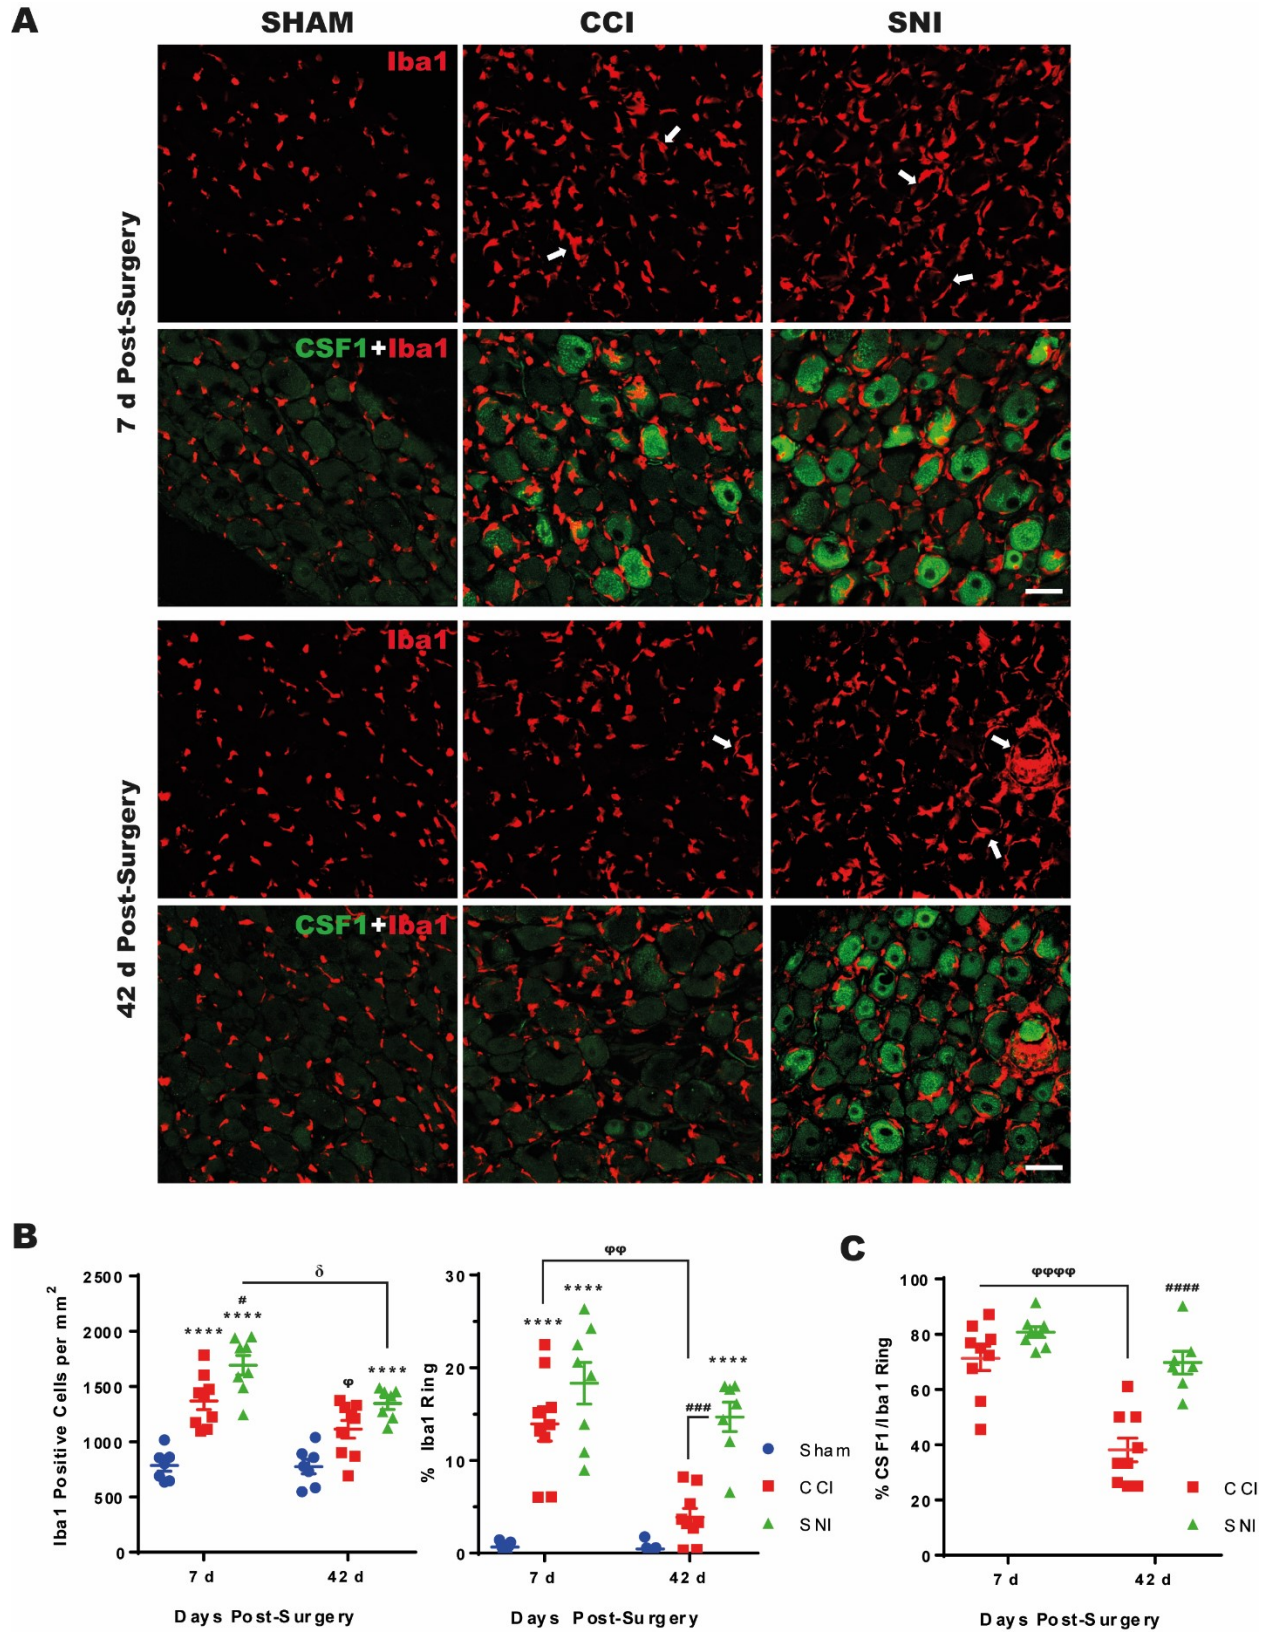 A
SHAM CCI SNI
7 d Post-Surgery
Iba1
CSF1+Iba1
42 d Post-Surgery
Iba1
CSF1+Iba1
B
Iba1 Positive Cells per mm2
2500
2000
1500
1000
500
0
****
#
****
δ
φ
****
7 d 42 d
Days Post-Surgery
% Iba1 Ring
30
20
10
0
φφ
****
****
###
****
7 d 42 d
Days Post-Surgery
Sham
CCI
SNI
C
% CSF1/Iba1 Ring
100
80
60
40
20
0
φφφφ
####
CCI
SNI
7 d 42 d
Days Post-Surgery